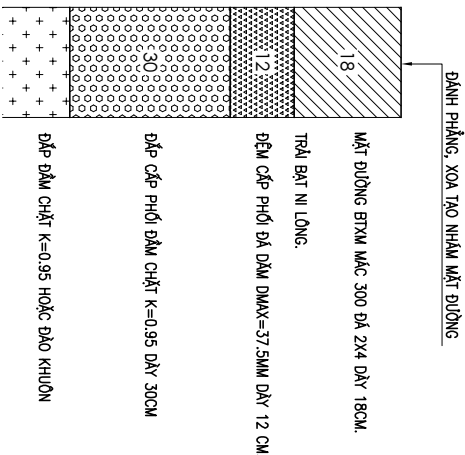 ĐÁNH PHẲNG, XOA TẠO NHÁM MẶT ĐƯỜNG
18
MẶT ĐƯỜNG BTXM MÁC 300 ĐÁ 2X4 DÀY 18CM.
TRẢI BẠT NI LÔNG.
12
ĐỆM CẤP PHỐI ĐÁ DĂM DMAX=37.5MM DÀY 12 CM
30
ĐẮP CẤP PHỐI ĐẦM CHẶT K=0.95 DÀY 30CM
ĐẮP ĐẦM CHẶT K=0.95 HOẶC ĐÀO KHUÔN